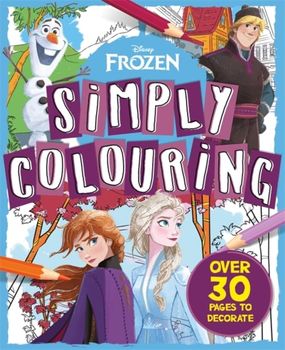 Disney
FROZEN
SIMPLY
COLOURING
OVER
30
PAGES TO
DECORATE